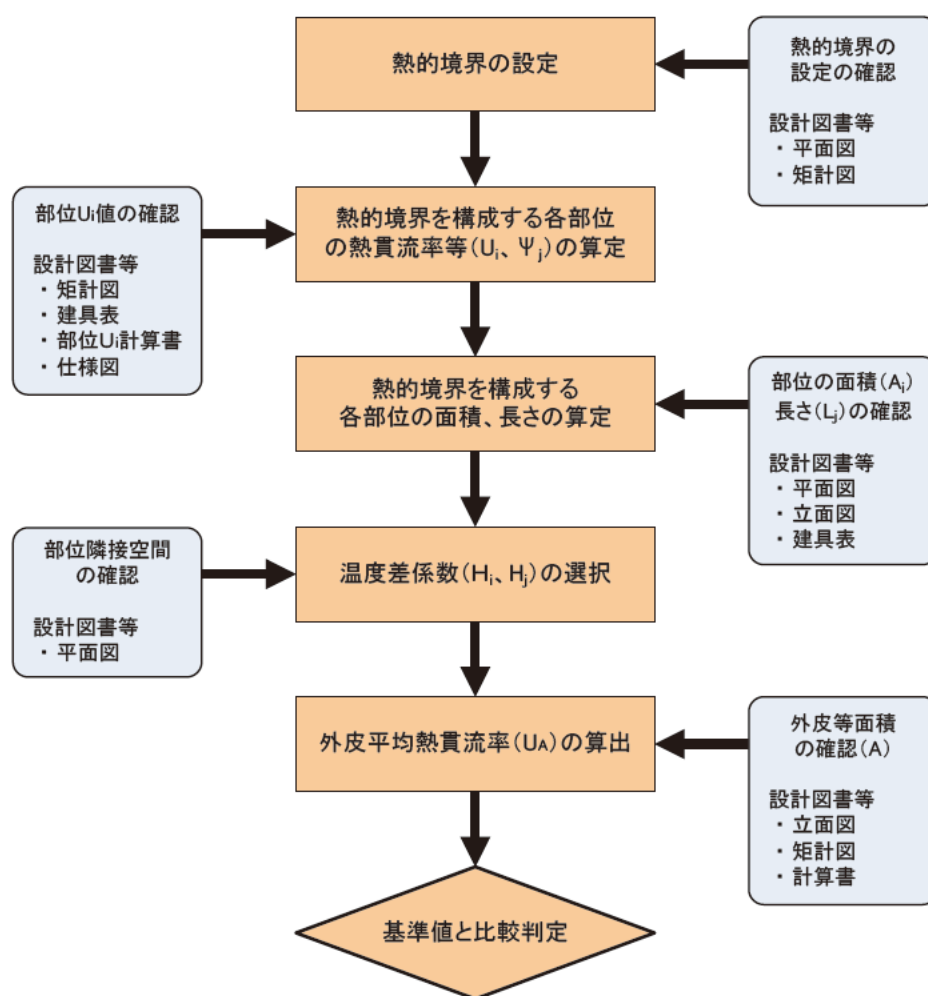 熱的境界の設定
熱的境界の
設定の確認
設計図書等
・平面図
・矩計図
部位Ui値の確認
設計図書等
・矩計図
・建具表
・部位Ui計算書
・仕様図
熱的境界を構成する各部位
の熱貫流率等(Ui、Ψj)の算定
熱的境界を構成する
各部位の面積、長さの算定
部位の面積(Ai)
長さ(Lj)の確認
設計図書等
・平面図
・立面図
・建具表
部位隣接空間
の確認
設計図書等
・平面図
温度差係数(Hi、Hj)の選択
外皮平均熱貫流率(UA)の算出
外皮等面積
の確認(A)
設計図書等
・立面図
・矩計図
・計算書
基準値と比較判定